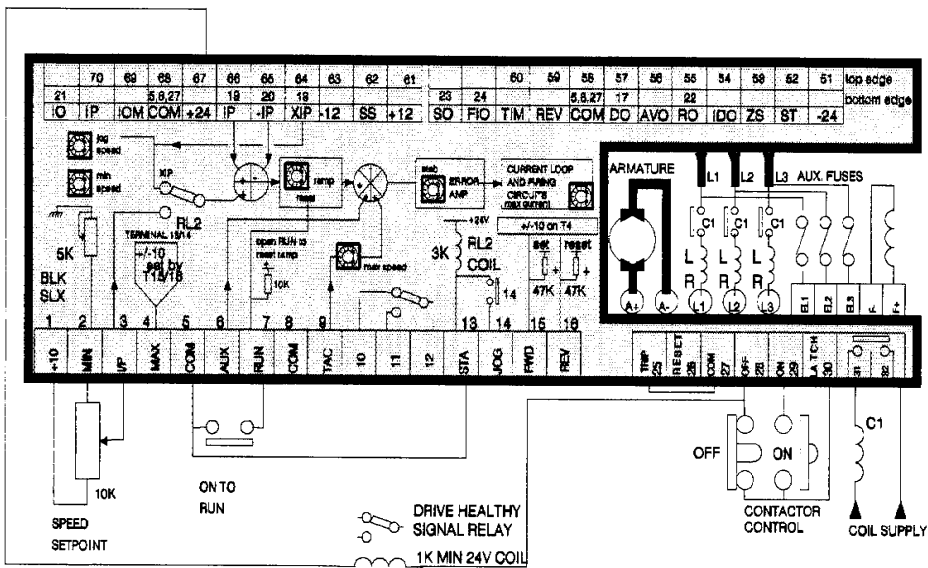 70 69 68 67 66 65 64 63 62 61 60 59 58 57 56 55 54 53 52 51 top edge
21 5,6,27 19 20 18 23 24 5,6,27 17 22 bottom edge
IO IP IOM COM +24 IP -IP XIP -12 SS +12 SO FIO TIM REV COM DO AVO RO IDO ZS ST -24
jog
speed
min
speed
XIP
RL2
+ -
ramp
reset
stab
ERROR
AMP
CURRENT LOOP
AND FIRING
CIRCUITS
max current
ARMATURE
L1 L2 L3 AUX. FUSES
C1 C1 C1
L L L
R R R
A+ A- L1 L2 L3 EL1 EL2 EL3 F- F+
5K
BLK
SLX
TERMINAL 15/14
+/-10
set by
T15/16
open RUN to
reset ramp
10K
max speed
+24V
3K
RL2
COIL
14
+/-10 on T4
set reset
47K 47K
1 2 3 4 5 6 7 8 9 10 11 12 13 14 15 16
+10 MIN I/P MAX COM AUX RUN COM TAC STA JOG FWD REV
TRIP 25 RESET 26 COM 27 OFF 28 ON 29 LATCH 30 31 32
10K
SPEED
SETPOINT
ON TO
RUN
DRIVE HEALTHY
SIGNAL RELAY
1K MIN 24V COIL
OFF ON
CONTACTOR
CONTROL
C1
COIL SUPPLY